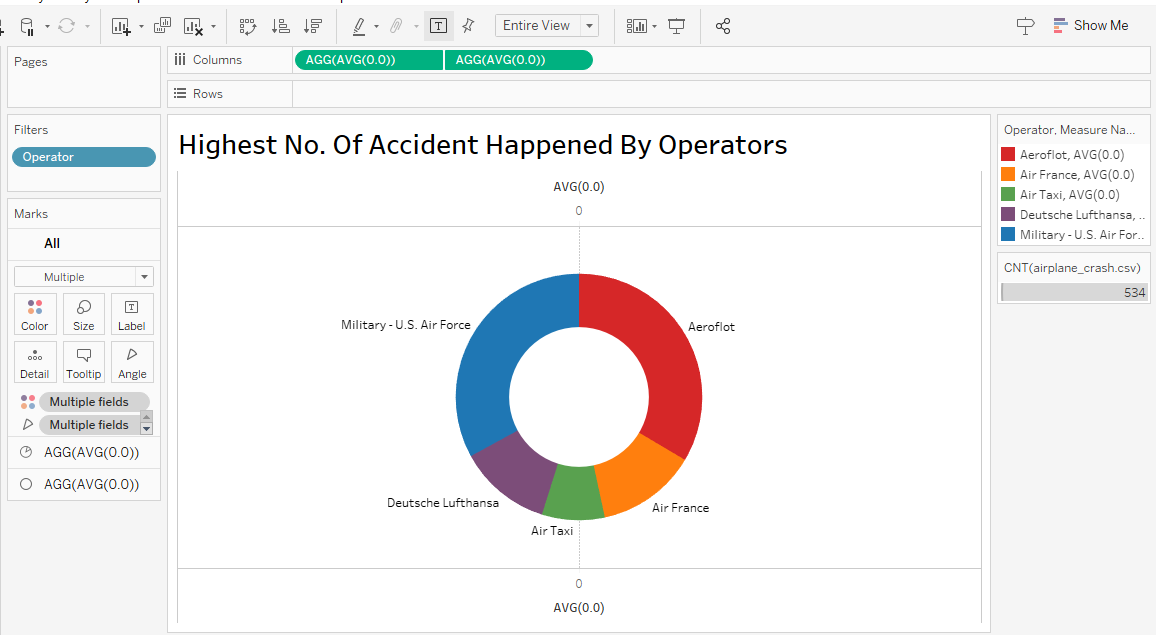 Entire View
Show Me
Pages
Columns
AGG(AVG(0.0))
AGG(AVG(0.0))
Rows
Filters
Operator
Marks
All
Multiple
Color
Size
Label
Detail
Tooltip
Angle
Multiple fields
Multiple fields
AGG(AVG(0.0))
AGG(AVG(0.0))
Highest No. Of Accident Happened By Operators
AVG(0.0)
0
Military - U.S. Air Force
Aeroflot
Deutsche Lufthansa
Air France
Air Taxi
0
AVG(0.0)
Operator, Measure Na...
Aeroflot, AVG(0.0)
Air France, AVG(0.0)
Air Taxi, AVG(0.0)
Deutsche Lufthansa, ..
Military - U.S. Air For..
CNT(airplane_crash.csv)
534